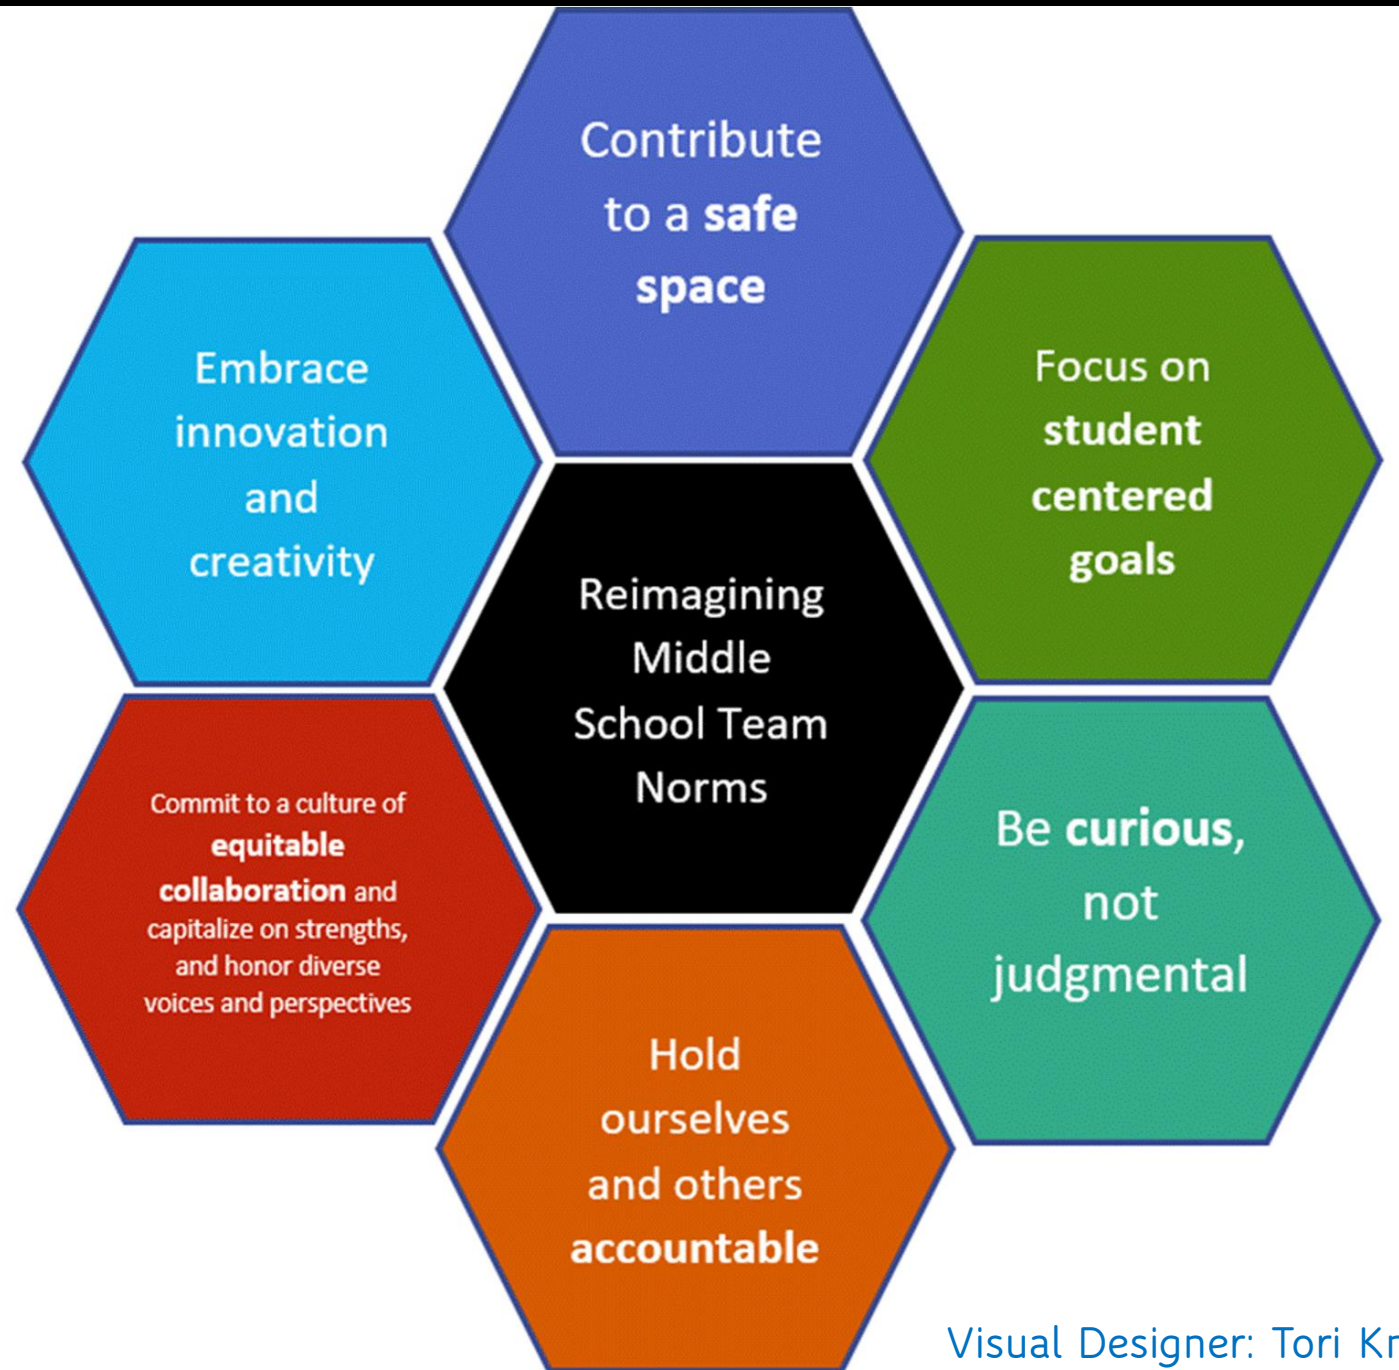 Contribute
to a safe
space
Embrace
innovation
and
creativity
Focus on
student
centered
goals
Reimagining
Middle
School Team
Norms
Commit to a culture of
equitable
collaboration and
capitalize on strengths,
and honor diverse
voices and perspectives
Be curious,
not
judgmental
Hold
ourselves
and others
accountable
Visual Designer: Tori